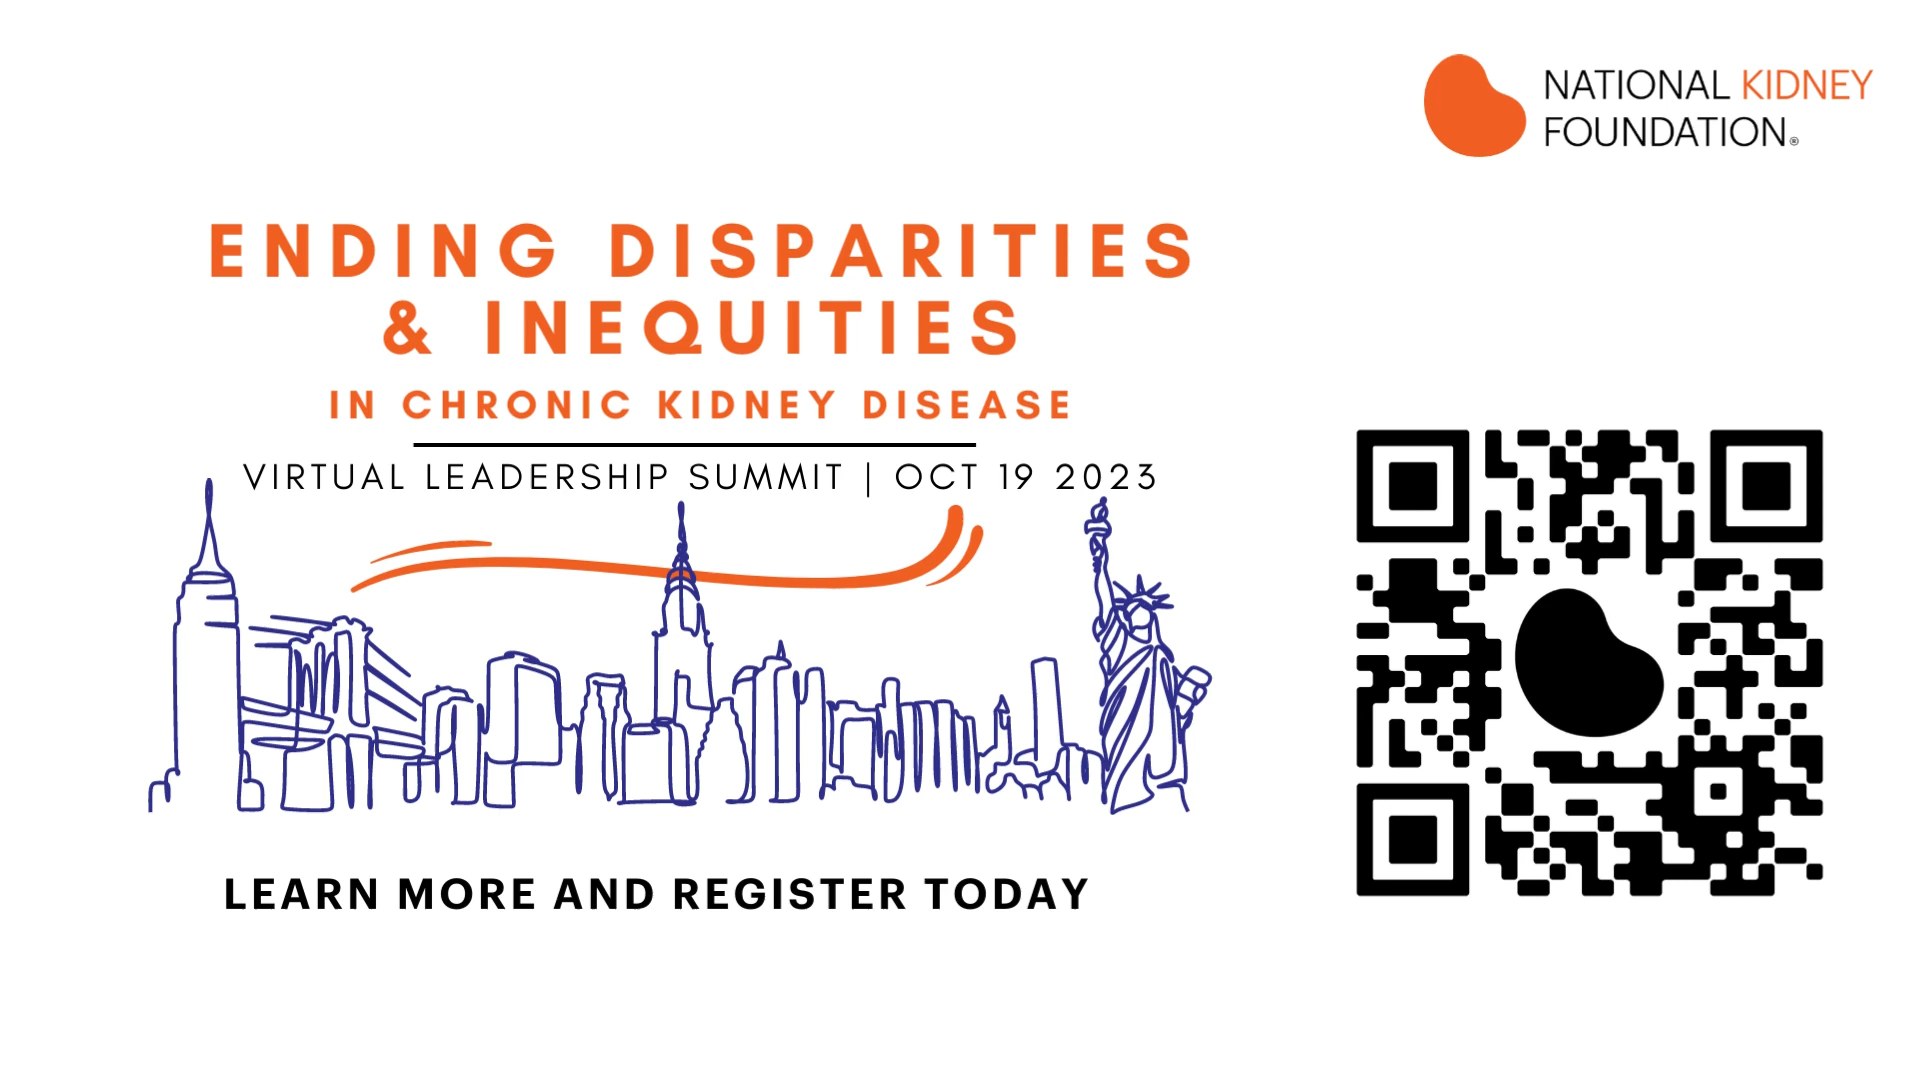 NATIONAL KIDNEY
FOUNDATION®
ENDING DISPARITIES
& INEQUITIES
IN CHRONIC KIDNEY DISEASE
VIRTUAL LEADERSHIP SUMMIT | OCT 19 2023
LEARN MORE AND REGISTER TODAY